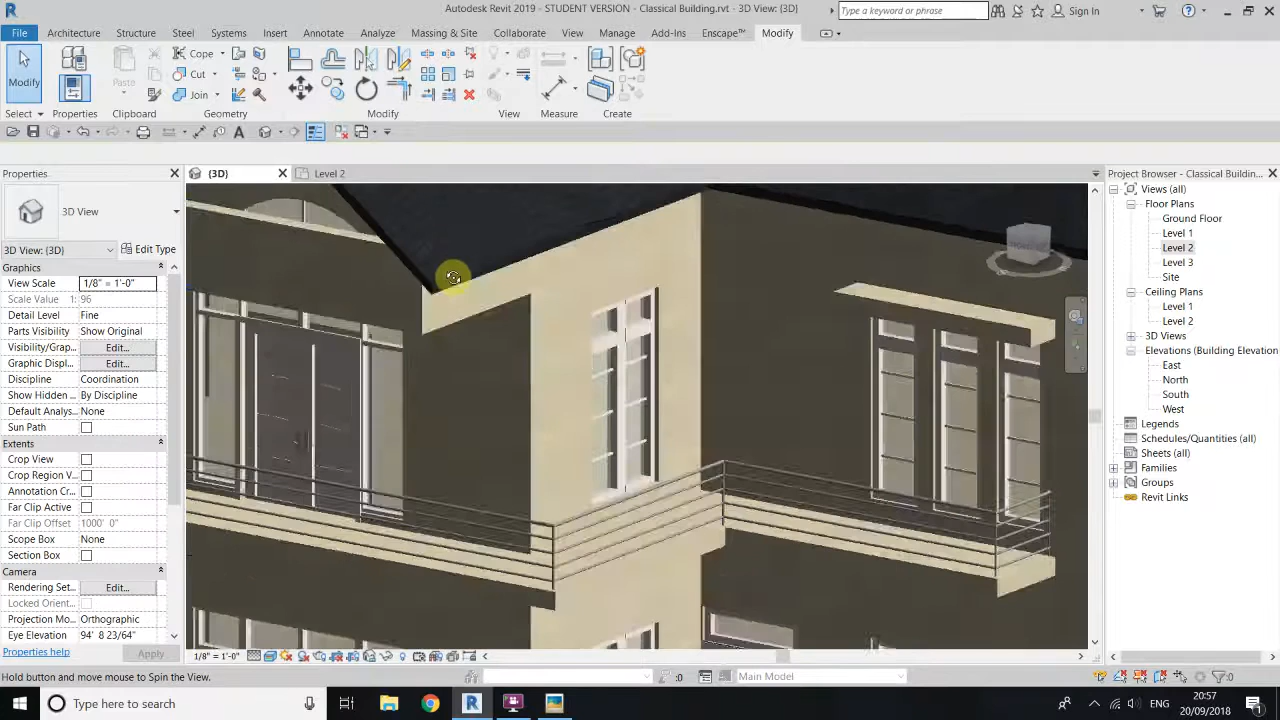 Autodesk Revit 2019 - STUDENT VERSION - Classical Building.rvt - 3D View: {3D}
Type a keyword or phrase
Sign In
File Architecture Structure Steel Systems Insert Annotate Analyze Massing & Site Collaborate View Manage Add-Ins Enscape™ Modify
Modify Paste Cope Cut Join
Select Properties Clipboard Geometry Modify View Measure Create
Properties
{3D}
Level 2
Project Browser - Classical Buildin...
3D View
3D View: {3D}
Edit Type
Graphics
View Scale 1/8" = 1'-0"
Scale Value 1: 96
Detail Level Fine
Parts Visibility Show Original
Visibility/Grap... Edit...
Graphic Displ... Edit...
Discipline Coordination
Show Hidden ... By Discipline
Default Analys... None
Sun Path
Extents
Crop View
Crop Region V...
Annotation Cr...
Far Clip Active
Far Clip Offset 1000' 0"
Scope Box None
Section Box
Camera
Rendering Set... Edit...
Locked Orient...
Projection Mo... Orthographic
Eye Elevation 94' 8 23/64"
Properties help
Apply
Views (all)
Floor Plans
Ground Floor
Level 1
Level 2
Level 3
Site
Ceiling Plans
Level 1
Level 2
3D Views
Elevations (Building Elevation
East
North
South
West
Legends
Schedules/Quantities (all)
Sheets (all)
Families
Groups
Revit Links
1/8" = 1'-0"
Hold button and move mouse to Spin the View.
:0
Main Model
:0
Type here to search
ENG
20:57
20/09/2018
1